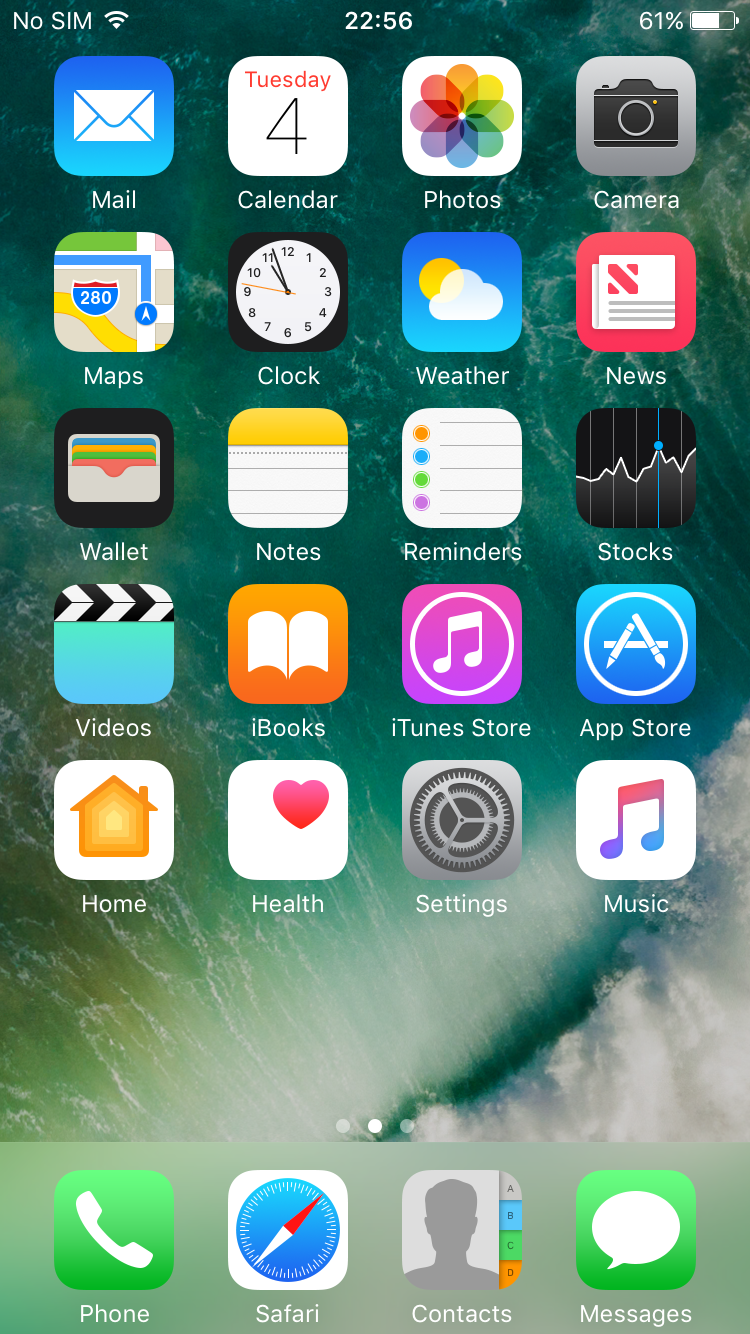 No SIM 22:56 61%
Tuesday
4
Mail Calendar Photos Camera
280
12
11 1
10 2
9 3
8 4
7 5
6
Maps Clock Weather News
Wallet Notes Reminders Stocks
Videos iBooks iTunes Store App Store
Home Health Settings Music
A
B
C
D
Phone Safari Contacts Messages